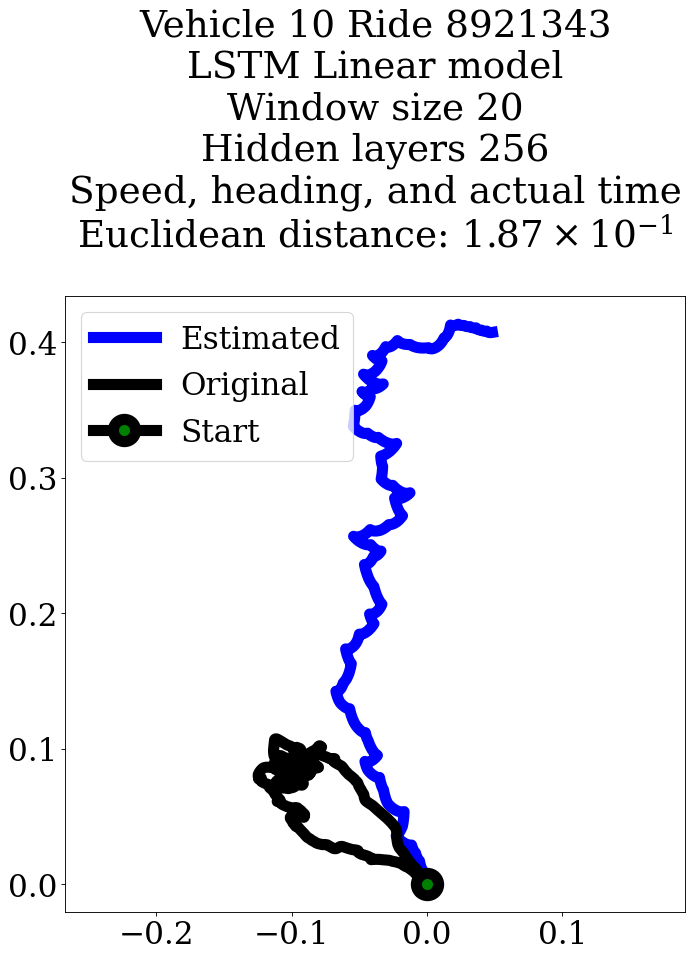 Vehicle 10 Ride 8921343
LSTM Linear model
Window size 20
Hidden layers 256
Speed, heading, and actual time
Euclidean distance: 1.87 × 10⁻¹
Estimated
Original
Start
0.4
0.3
0.2
0.1
0.0
−0.2 −0.1 0.0 0.1